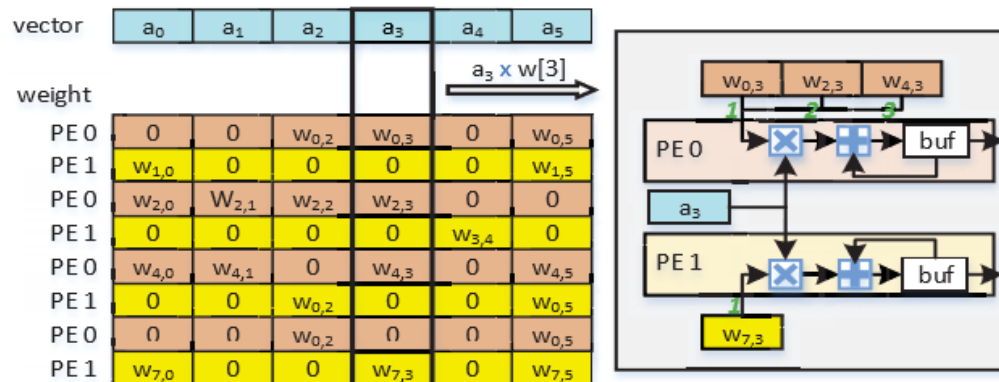 vector a0 a1 a2 a3 a4 a5
a3 x w[3]
weight
PE 0 0 0 w0,2 w0,3 0 w0,5
PE 1 w1,0 0 0 0 0 w1,5
PE 0 w2,0 W2,1 w2,2 w2,3 0 0
PE 1 0 0 0 0 w3,4 0
PE 0 w4,0 w4,1 0 w4,3 0 w4,5
PE 1 0 0 w0,2 0 0 w0,5
PE 0 0 0 w0,2 0 0 w0,5
PE 1 w7,0 0 0 w7,3 0 w7,5
w0,3 w2,3 w4,3
1 2 3
PE 0 buf
a3
PE 1 buf
1
w7,3